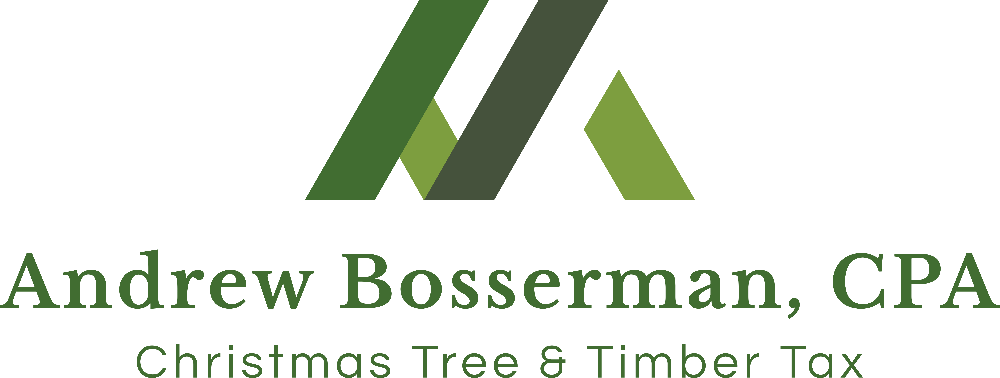 Andrew Bosserman, CPA
Christmas Tree & Timber Tax